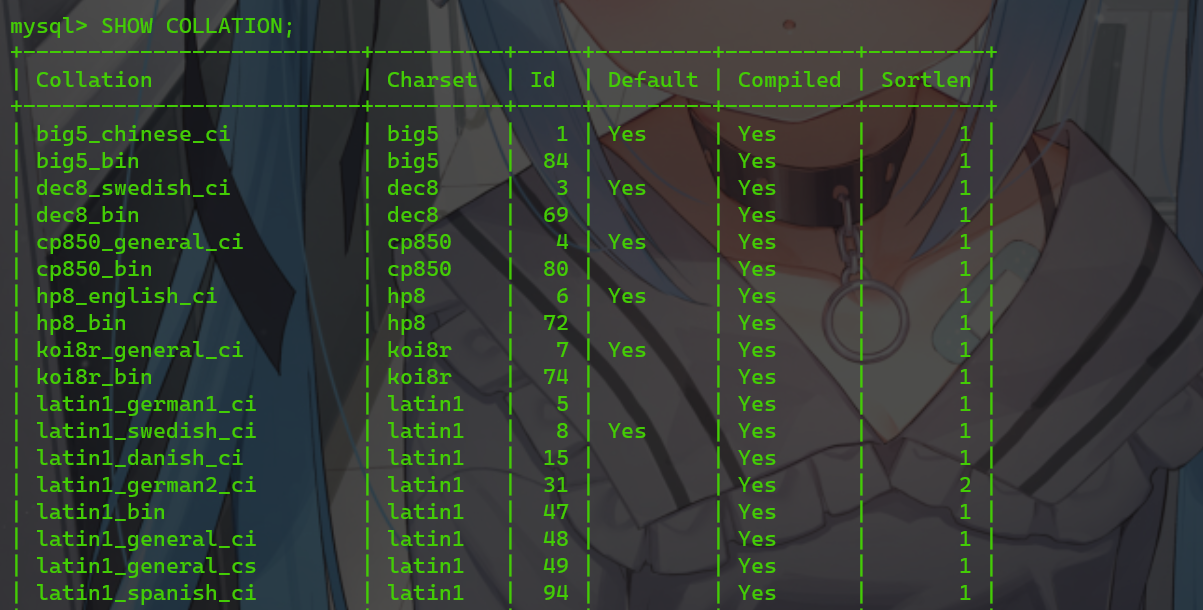 mysql> SHOW COLLATION;
+---------------------------+----------+-----+---------+----------+---------+
| Collation                 | Charset  | Id  | Default | Compiled | Sortlen |
+---------------------------+----------+-----+---------+----------+---------+
| big5_chinese_ci           | big5     |   1 | Yes     | Yes      |       1 |
| big5_bin                  | big5     |  84 |         | Yes      |       1 |
| dec8_swedish_ci           | dec8     |   3 | Yes     | Yes      |       1 |
| dec8_bin                  | dec8     |  69 |         | Yes      |       1 |
| cp850_general_ci          | cp850    |   4 | Yes     | Yes      |       1 |
| cp850_bin                 | cp850    |  80 |         | Yes      |       1 |
| hp8_english_ci            | hp8      |   6 | Yes     | Yes      |       1 |
| hp8_bin                   | hp8      |  72 |         | Yes      |       1 |
| koi8r_general_ci          | koi8r    |   7 | Yes     | Yes      |       1 |
| koi8r_bin                 | koi8r    |  74 |         | Yes      |       1 |
| latin1_german1_ci         | latin1   |   5 |         | Yes      |       1 |
| latin1_swedish_ci         | latin1   |   8 | Yes     | Yes      |       1 |
| latin1_danish_ci          | latin1   |  15 |         | Yes      |       1 |
| latin1_german2_ci         | latin1   |  31 |         | Yes      |       2 |
| latin1_bin                | latin1   |  47 |         | Yes      |       1 |
| latin1_general_ci         | latin1   |  48 |         | Yes      |       1 |
| latin1_general_cs         | latin1   |  49 |         | Yes      |       1 |
| latin1_spanish_ci         | latin1   |  94 |         | Yes      |       1 |